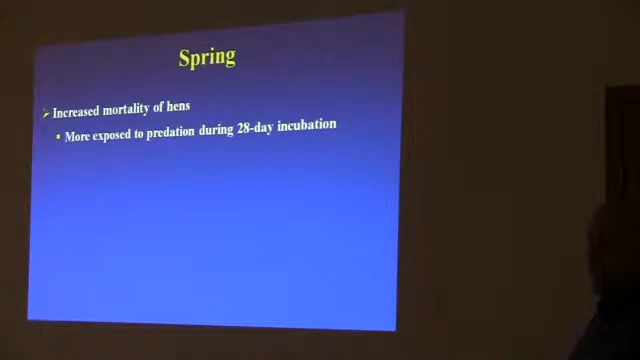 Spring
Increased mortality of hens
More exposed to predation during 28-day incubation